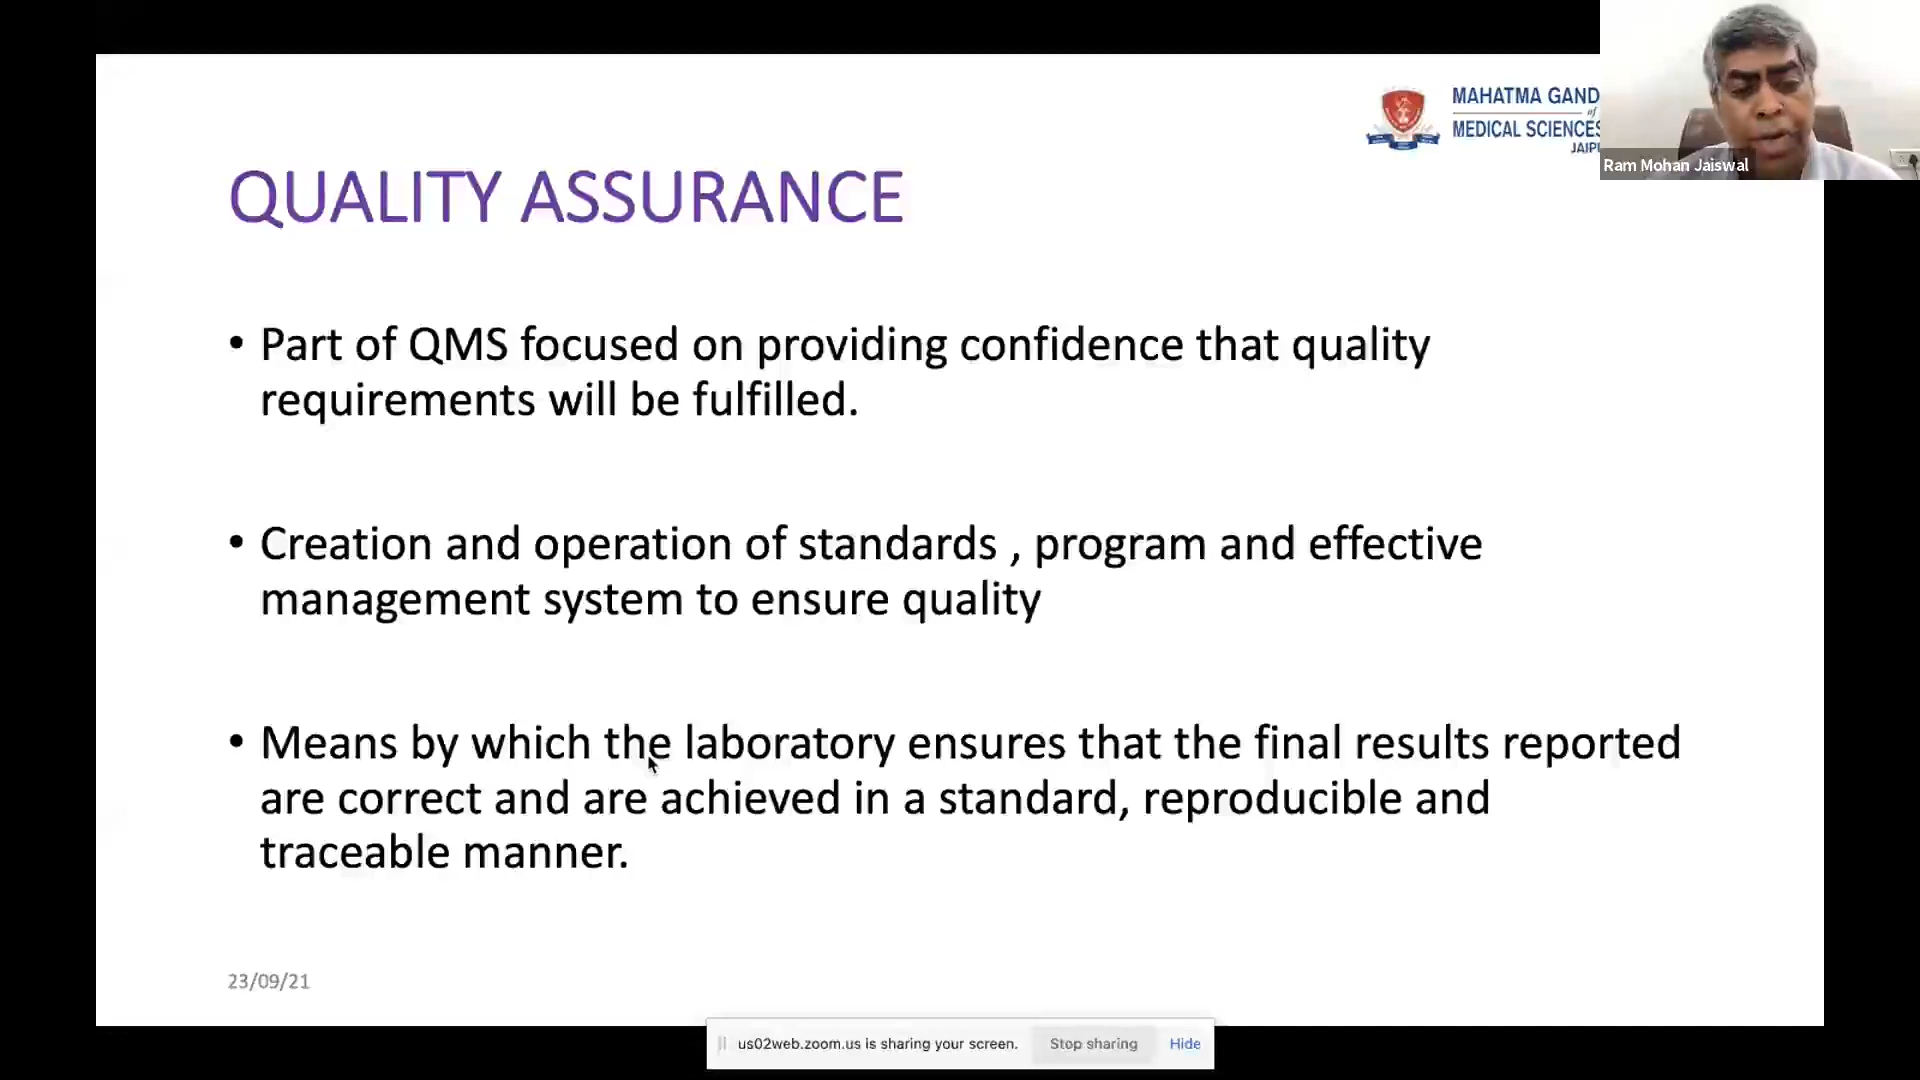 MAHATMA GAND
of
MEDICAL SCIENCES
Ram Mohan Jaiswal
QUALITY ASSURANCE
• Part of QMS focused on providing confidence that quality
requirements will be fulfilled.
• Creation and operation of standards , program and effective
management system to ensure quality
• Means by which the laboratory ensures that the final results reported
are correct and are achieved in a standard, reproducible and
traceable manner.
23/09/21
us02web.zoom.us is sharing your screen. Stop sharing Hide